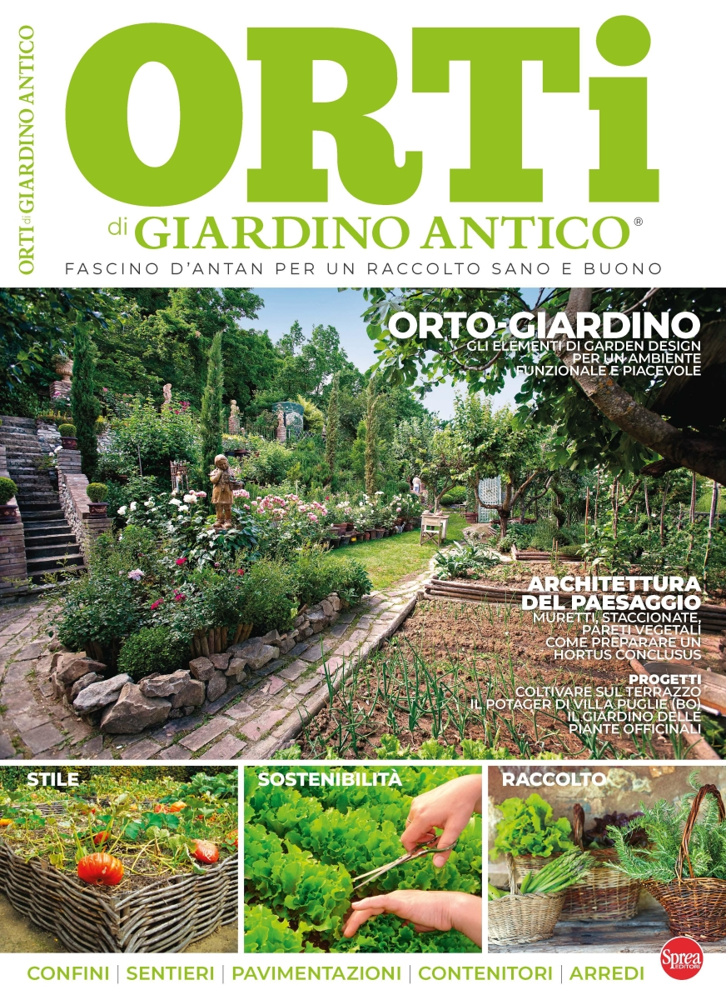 ORTI di GIARDINO ANTICO
ORTi
di GIARDINO ANTICO®
FASCINO D'ANTAN PER UN RACCOLTO SANO E BUONO
ORTO-GIARDINO
GLI ELEMENTI DI GARDEN DESIGN
PER UN AMBIENTE
FUNZIONALE E PIACEVOLE
ARCHITETTURA
DEL PAESAGGIO
MURETTI, STACCIONATE,
PARETI VEGETALI
COME PREPARARE UN
HORTUS CONCLUSUS
PROGETTI
COLTIVARE SUL TERRAZZO
IL POTAGER DI VILLA PUGLIE (BO)
IL GIARDINO DELLE
PIANTE OFFICINALI
STILE
SOSTENIBILITÀ
RACCOLTO
CONFINI | SENTIERI | PAVIMENTAZIONI | CONTENITORI | ARREDI
Sprea
EDITORI